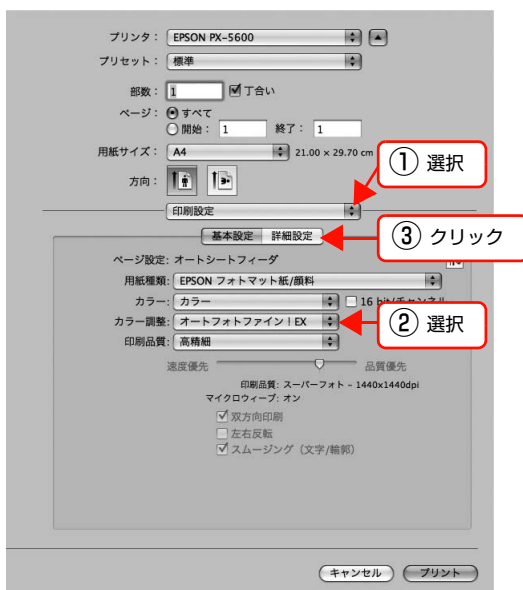 プリンタ： EPSON PX-5600
プリセット： 標準
部数： 1 丁合い
ページ： すべて
開始： 1 終了： 1
用紙サイズ： A4 21.00 × 29.70 cm
① 選択
方向：
印刷設定
基本設定 詳細設定
③ クリック
ページ設定: オートシートフィーダ
用紙種類: EPSON フォトマット紙/顔料
カラー: カラー 16 bit/チャンネル
カラー調整: オートフォトファイン！EX
② 選択
印刷品質: 高精細
速度優先 品質優先
印刷品質: スーパーフォト - 1440x1440dpi
マイクロウィーブ: オン
双方向印刷
左右反転
スムージング（文字/輪郭）
キャンセル プリント